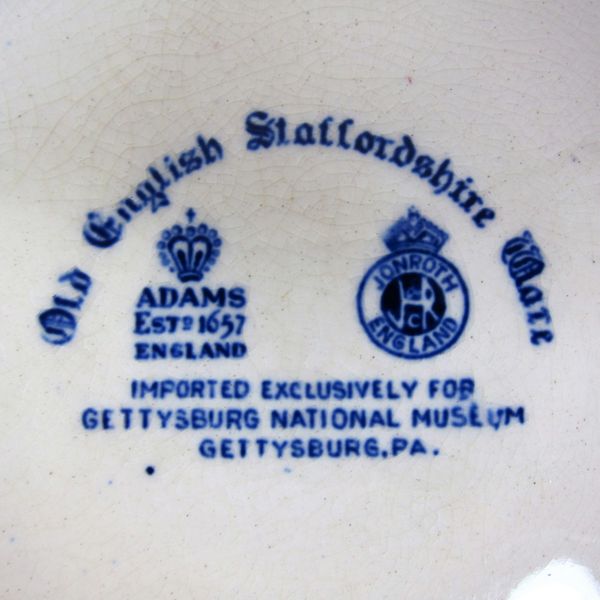 Old English Staffordshire Ware
ADAMS
ESTD 1657
ENGLAND
JONROTH
ENGLAND
IMPORTED EXCLUSIVELY FOR
GETTYSBURG NATIONAL MUSEUM
GETTYSBURG, PA.